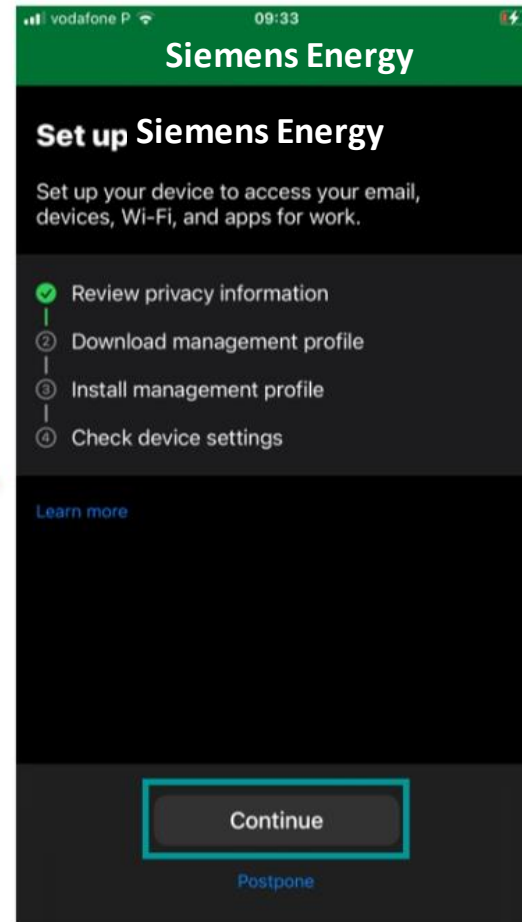 vodafone P 09:33
Siemens Energy
Set up Siemens Energy
Set up your device to access your email,
devices, Wi-Fi, and apps for work.
Review privacy information
2 Download management profile
3 Install management profile
4 Check device settings
Learn more
Continue
Postpone